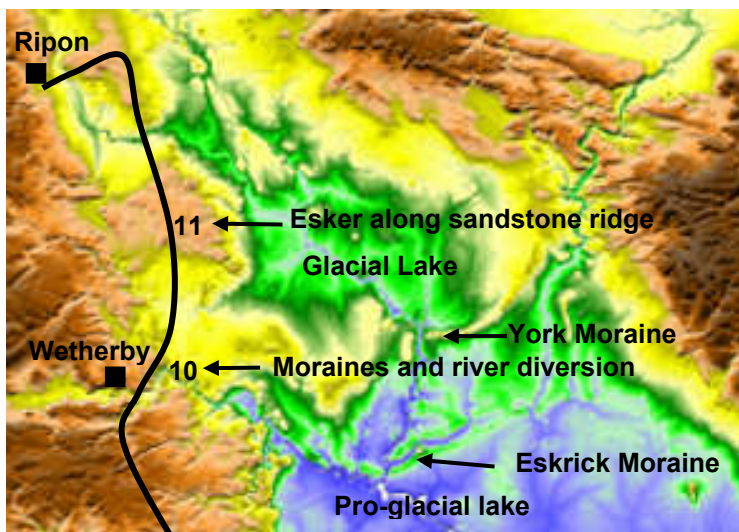 Ripon
11
Esker along sandstone ridge
Glacial Lake
York Moraine
Wetherby
10
Moraines and river diversion
Eskrick Moraine
Pro-glacial lake